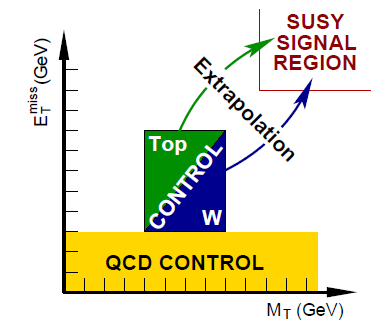 SUSY
SIGNAL
REGION
E_T^miss (GeV)
Extrapolation
Top
CONTROL
W
QCD CONTROL
M_T (GeV)